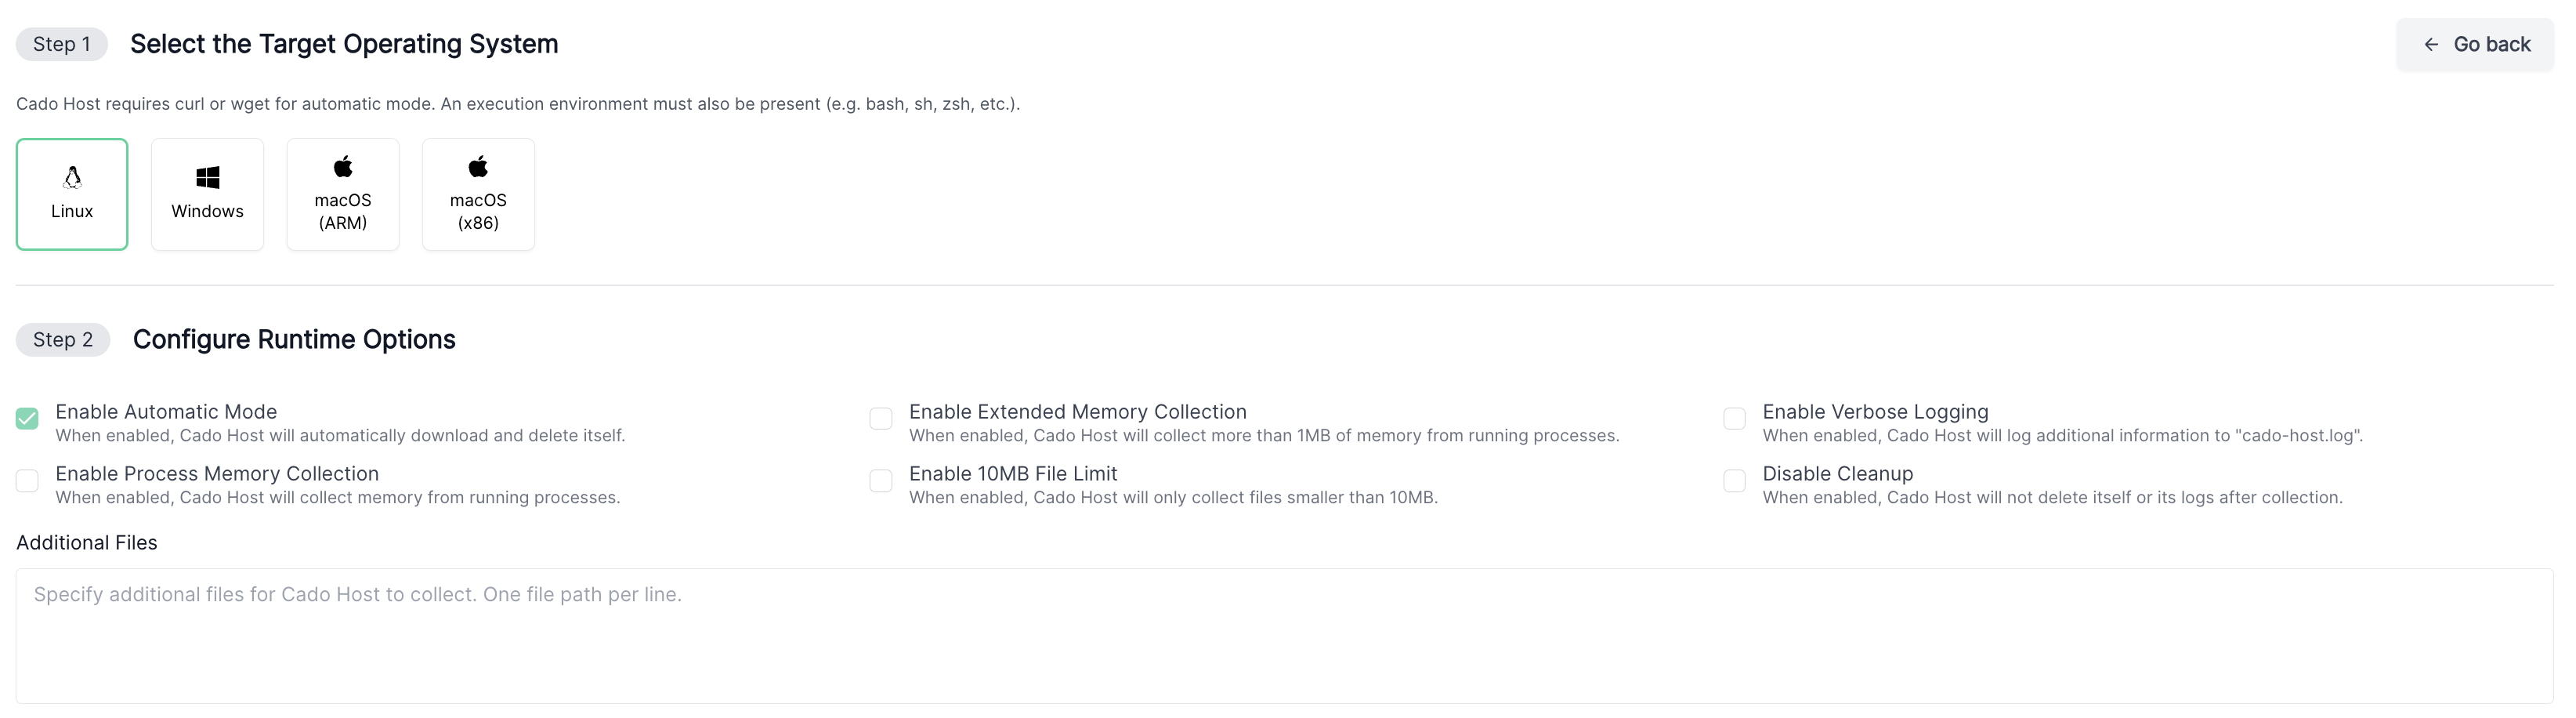 Step 1
Select the Target Operating System
Go back
Cado Host requires curl or wget for automatic mode. An execution environment must also be present (e.g. bash, sh, zsh, etc.).
Linux
Windows
macOS
(ARM)
macOS
(x86)
Step 2
Configure Runtime Options
Enable Automatic Mode
When enabled, Cado Host will automatically download and delete itself.
Enable Extended Memory Collection
When enabled, Cado Host will collect more than 1MB of memory from running processes.
Enable Verbose Logging
When enabled, Cado Host will log additional information to "cado-host.log".
Enable Process Memory Collection
When enabled, Cado Host will collect memory from running processes.
Enable 10MB File Limit
When enabled, Cado Host will only collect files smaller than 10MB.
Disable Cleanup
When enabled, Cado Host will not delete itself or its logs after collection.
Additional Files
Specify additional files for Cado Host to collect. One file path per line.